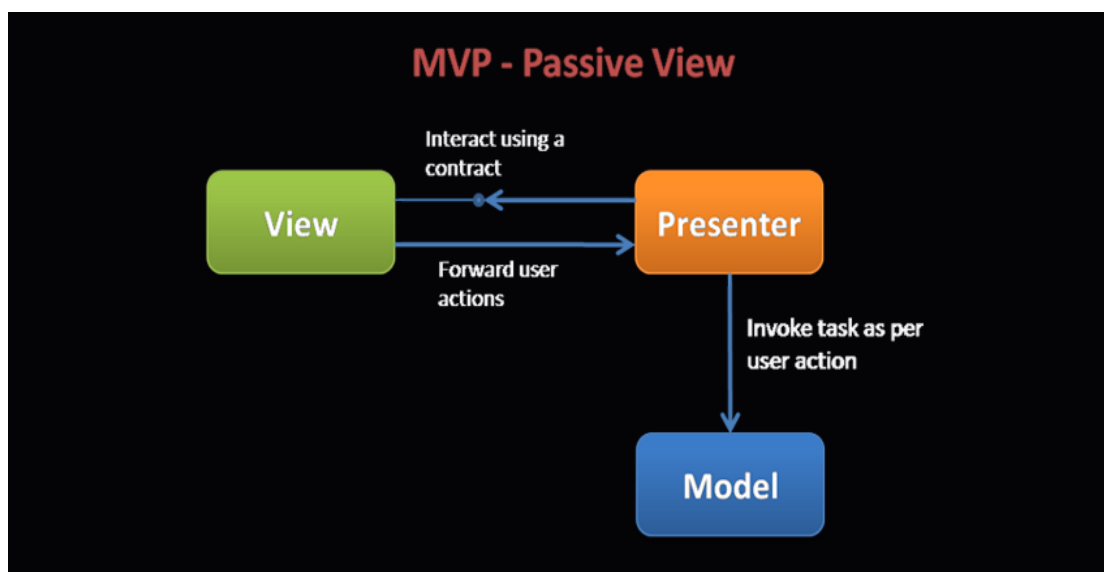 MVP - Passive View
Interact using a
contract
View
Presenter
Forward user
actions
Invoke task as per
user action
Model